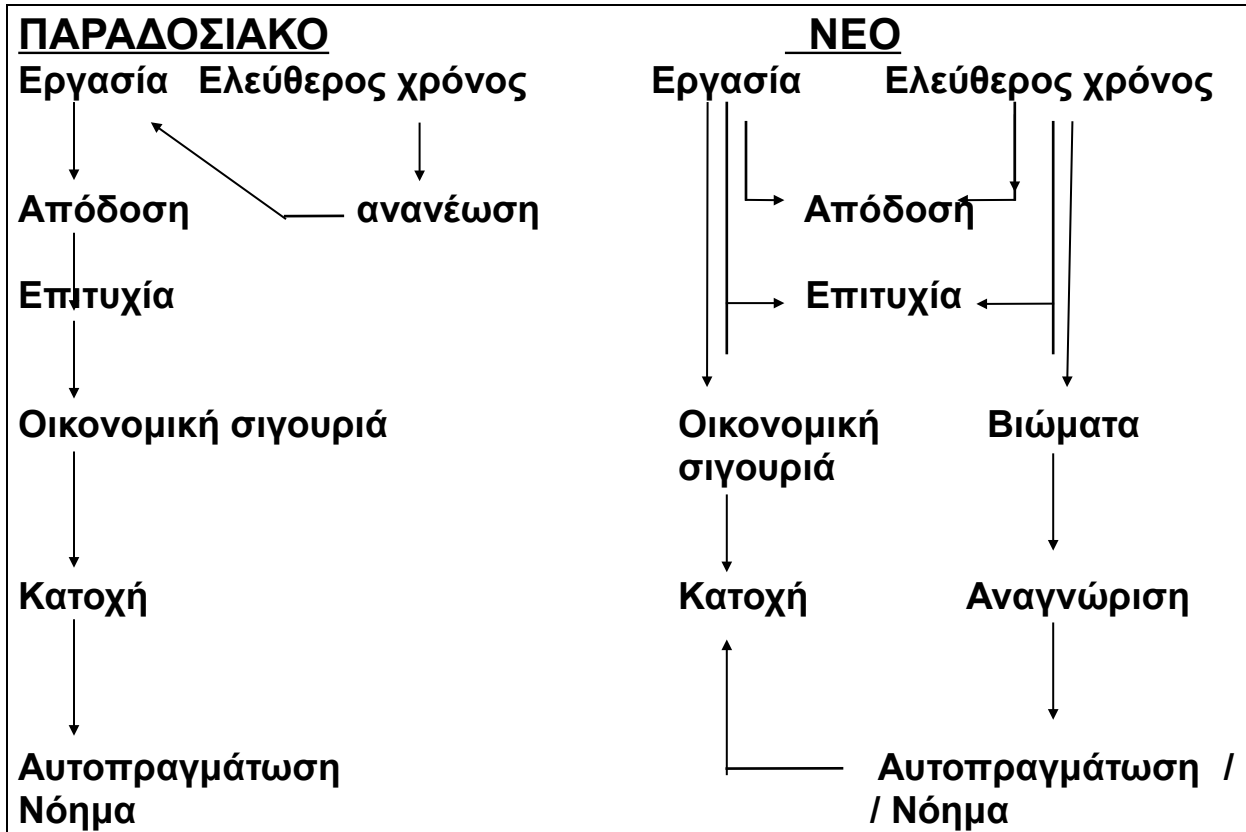 ΠΑΡΑΔΟΣΙΑΚΟ ΝΕΟ
Εργασία Ελεύθερος χρόνος Εργασία Ελεύθερος χρόνος
Απόδοση ανανέωση Απόδοση
Επιτυχία Επιτυχία
Οικονομική σιγουριά Οικονομική Βιώματα
σιγουριά
Κατοχή Κατοχή Αναγνώριση
Αυτοπραγμάτωση Αυτοπραγμάτωση /
Νόημα / Νόημα